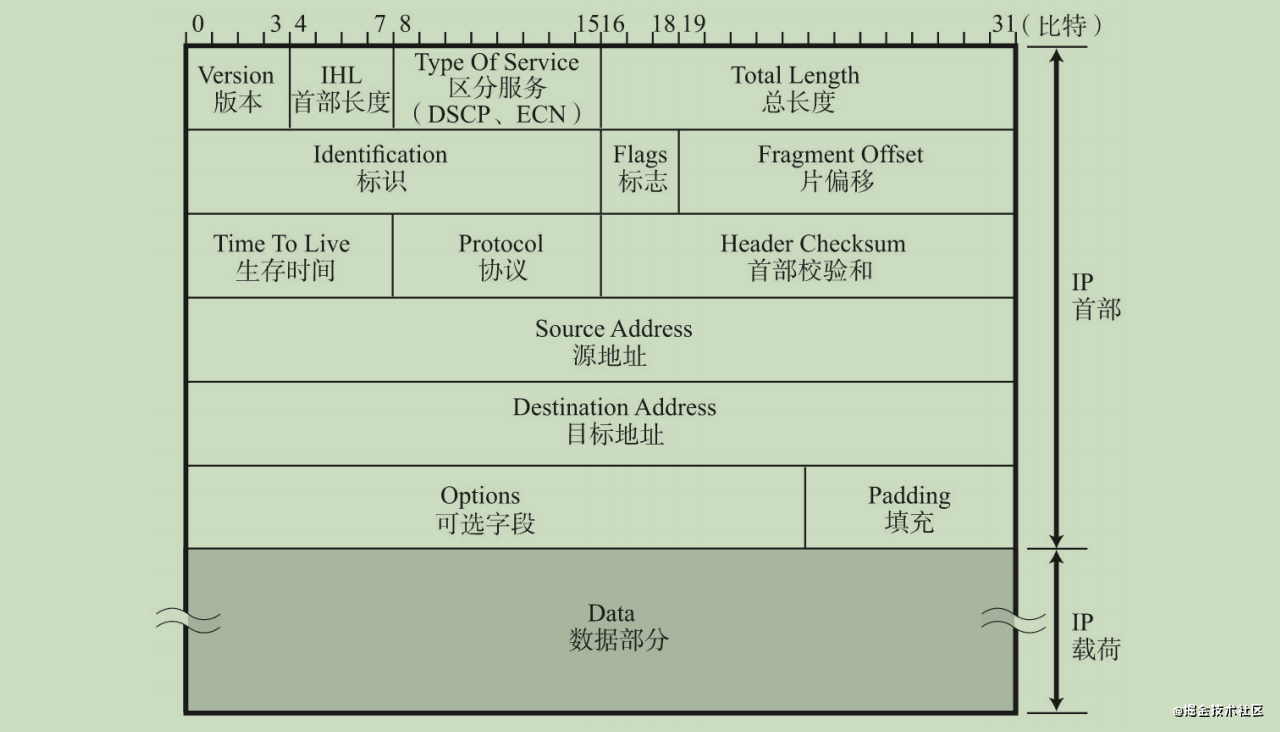 0 3 4 7 8 1516 18 19 31(比特)
Version
版本
IHL
首部长度
Type Of Service
区分服务
(DSCP、ECN)
Total Length
总长度
Identification
标识
Flags
标志
Fragment Offset
片偏移
Time To Live
生存时间
Protocol
协议
Header Checksum
首部校验和
Source Address
源地址
Destination Address
目标地址
Options
可选字段
Padding
填充
IP
首部
Data
数据部分
IP
载荷
@掘金技术社区